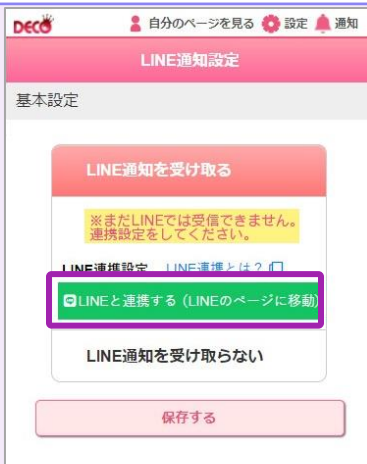 DECO 自分のページを見る 設定 通知
LINE通知設定
基本設定
LINE通知を受け取る
※まだLINEでは受信できません。
連携設定をしてください。
LINE連携設定 LINE連携とは？
LINEと連携する（LINEのページに移動）
LINE通知を受け取らない
保存する